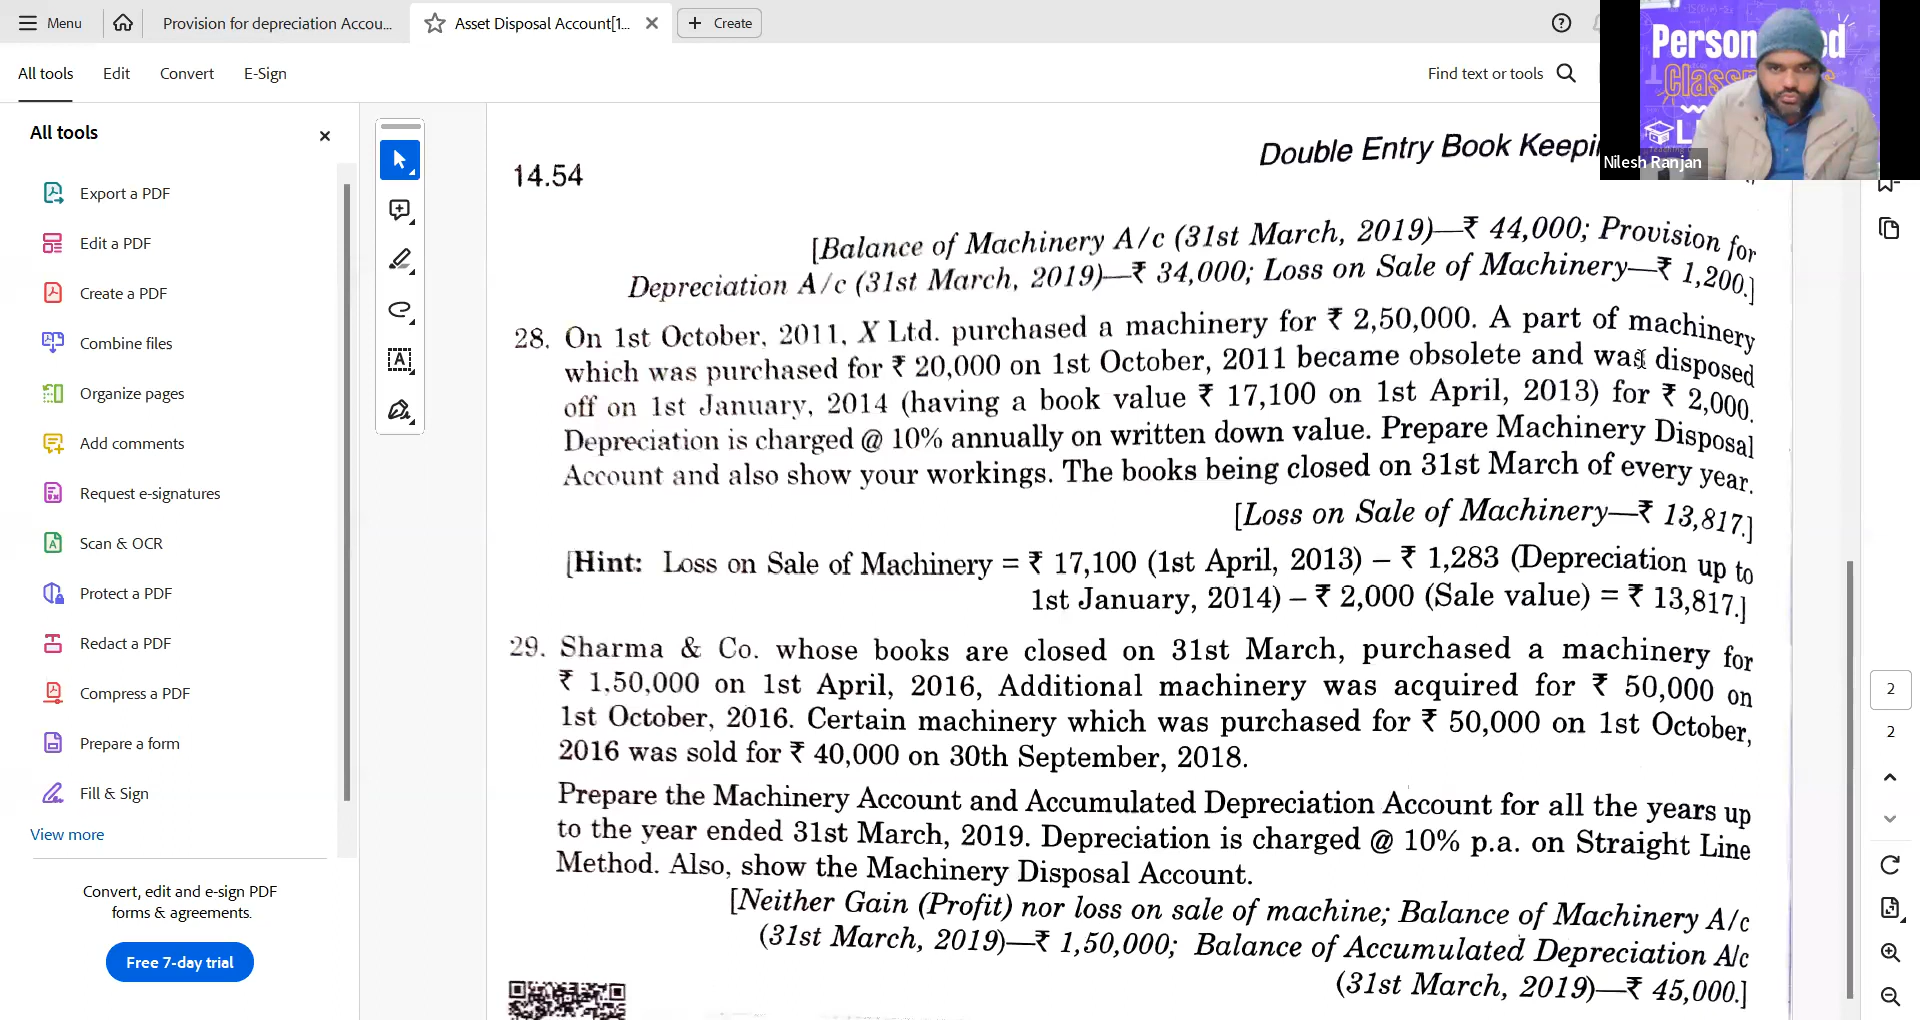 Menu
Provision for depreciation Accou...
Asset Disposal Account[1...
Create
All tools
Edit
Convert
E-Sign
Find text or tools
All tools
Export a PDF
Edit a PDF
Create a PDF
Combine files
Organize pages
Add comments
Request e-signatures
Scan & OCR
Protect a PDF
Redact a PDF
Compress a PDF
Prepare a form
Fill & Sign
View more
Convert, edit and e-sign PDF
forms & agreements.
Free 7-day trial
Nilesh Ranjan
14.54
Double Entry Book Keepi
[Balance of Machinery A/c (31st March, 2019)—₹ 44,000; Provision for
Depreciation A/c (31st March, 2019)—₹ 34,000; Loss on Sale of Machinery—₹ 1,200.]
28. On 1st October, 2011, X Ltd. purchased a machinery for ₹ 2,50,000. A part of machinery
which was purchased for ₹ 20,000 on 1st October, 2011 became obsolete and was disposed
off on 1st January, 2014 (having a book value ₹ 17,100 on 1st April, 2013) for ₹ 2,000.
Depreciation is charged @ 10% annually on written down value. Prepare Machinery Disposal
Account and also show your workings. The books being closed on 31st March of every year.
[Loss on Sale of Machinery—₹ 13,817.]
[Hint: Loss on Sale of Machinery = ₹ 17,100 (1st April, 2013) – ₹ 1,283 (Depreciation up to
1st January, 2014) – ₹ 2,000 (Sale value) = ₹ 13,817.]
29. Sharma & Co. whose books are closed on 31st March, purchased a machinery for
₹ 1,50,000 on 1st April, 2016, Additional machinery was acquired for ₹ 50,000 on
1st October, 2016. Certain machinery which was purchased for ₹ 50,000 on 1st October,
2016 was sold for ₹ 40,000 on 30th September, 2018.
Prepare the Machinery Account and Accumulated Depreciation Account for all the years up
to the year ended 31st March, 2019. Depreciation is charged @ 10% p.a. on Straight Line
Method. Also, show the Machinery Disposal Account.
[Neither Gain (Profit) nor loss on sale of machine; Balance of Machinery A/c
(31st March, 2019)—₹ 1,50,000; Balance of Accumulated Depreciation A/c
(31st March, 2019)—₹ 45,000.]
2
2